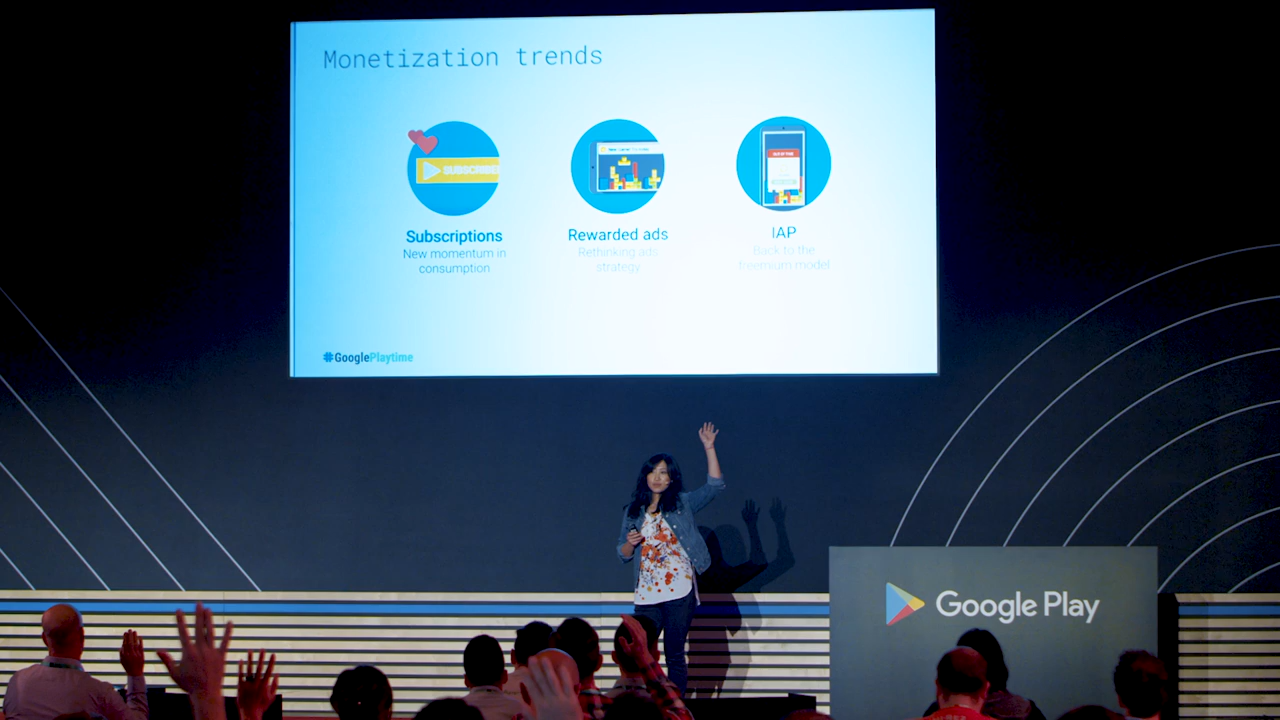 Monetization trends
SUBSCRIBE
Subscriptions
New momentum in
consumption
Rewarded ads
Rethinking ads
strategy
IAP
Back to the
freemium model
#GooglePlaytime
Google Play